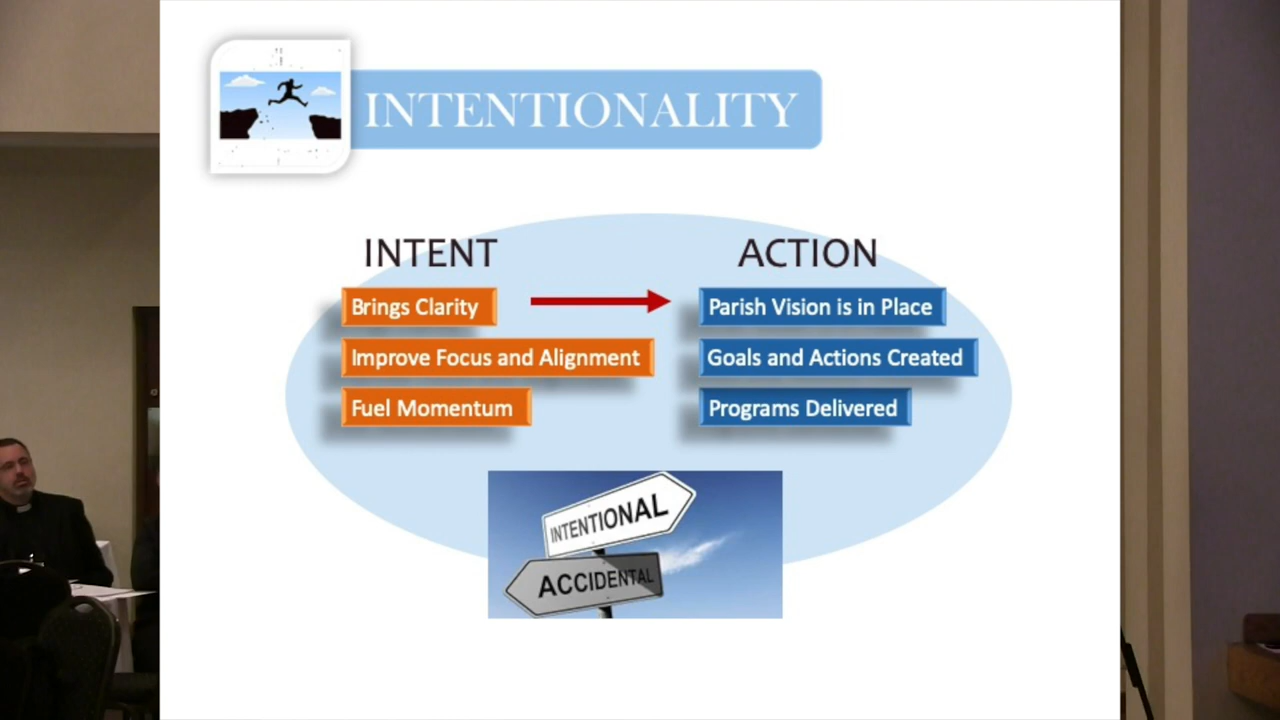 INTENTIONALITY
INTENT
ACTION
Brings Clarity
Parish Vision is in Place
Improve Focus and Alignment
Goals and Actions Created
Fuel Momentum
Programs Delivered
INTENTIONAL
ACCIDENTAL